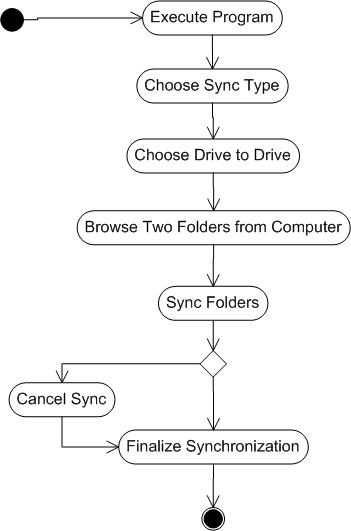 Execute Program
Choose Sync Type
Choose Drive to Drive
Browse Two Folders from Computer
Sync Folders
Cancel Sync
Finalize Synchronization